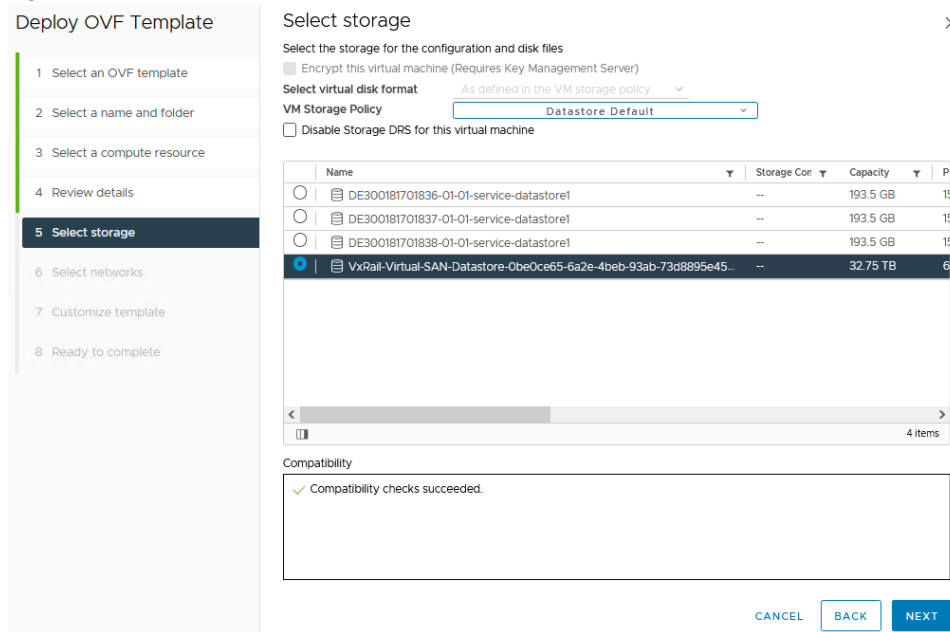 Deploy OVF Template
1 Select an OVF template
2 Select a name and folder
3 Select a compute resource
4 Review details
5 Select storage
6 Select networks
7 Customize template
8 Ready to complete
Select storage
Select the storage for the configuration and disk files
Encrypt this virtual machine (Requires Key Management Server)
Select virtual disk format As defined in the VM storage policy
VM Storage Policy Datastore Default
Disable Storage DRS for this virtual machine
Name Storage Con Capacity P
DE300181701836-01-01-service-datastore1 -- 193.5 GB 15
DE300181701837-01-01-service-datastore1 -- 193.5 GB 15
DE300181701838-01-01-service-datastore1 -- 193.5 GB 15
VxRail-Virtual-SAN-Datastore-0be0ce65-6a2e-4beb-93ab-73d8895e45... -- 32.75 TB 6
4 items
Compatibility
Compatibility checks succeeded.
CANCEL BACK NEXT